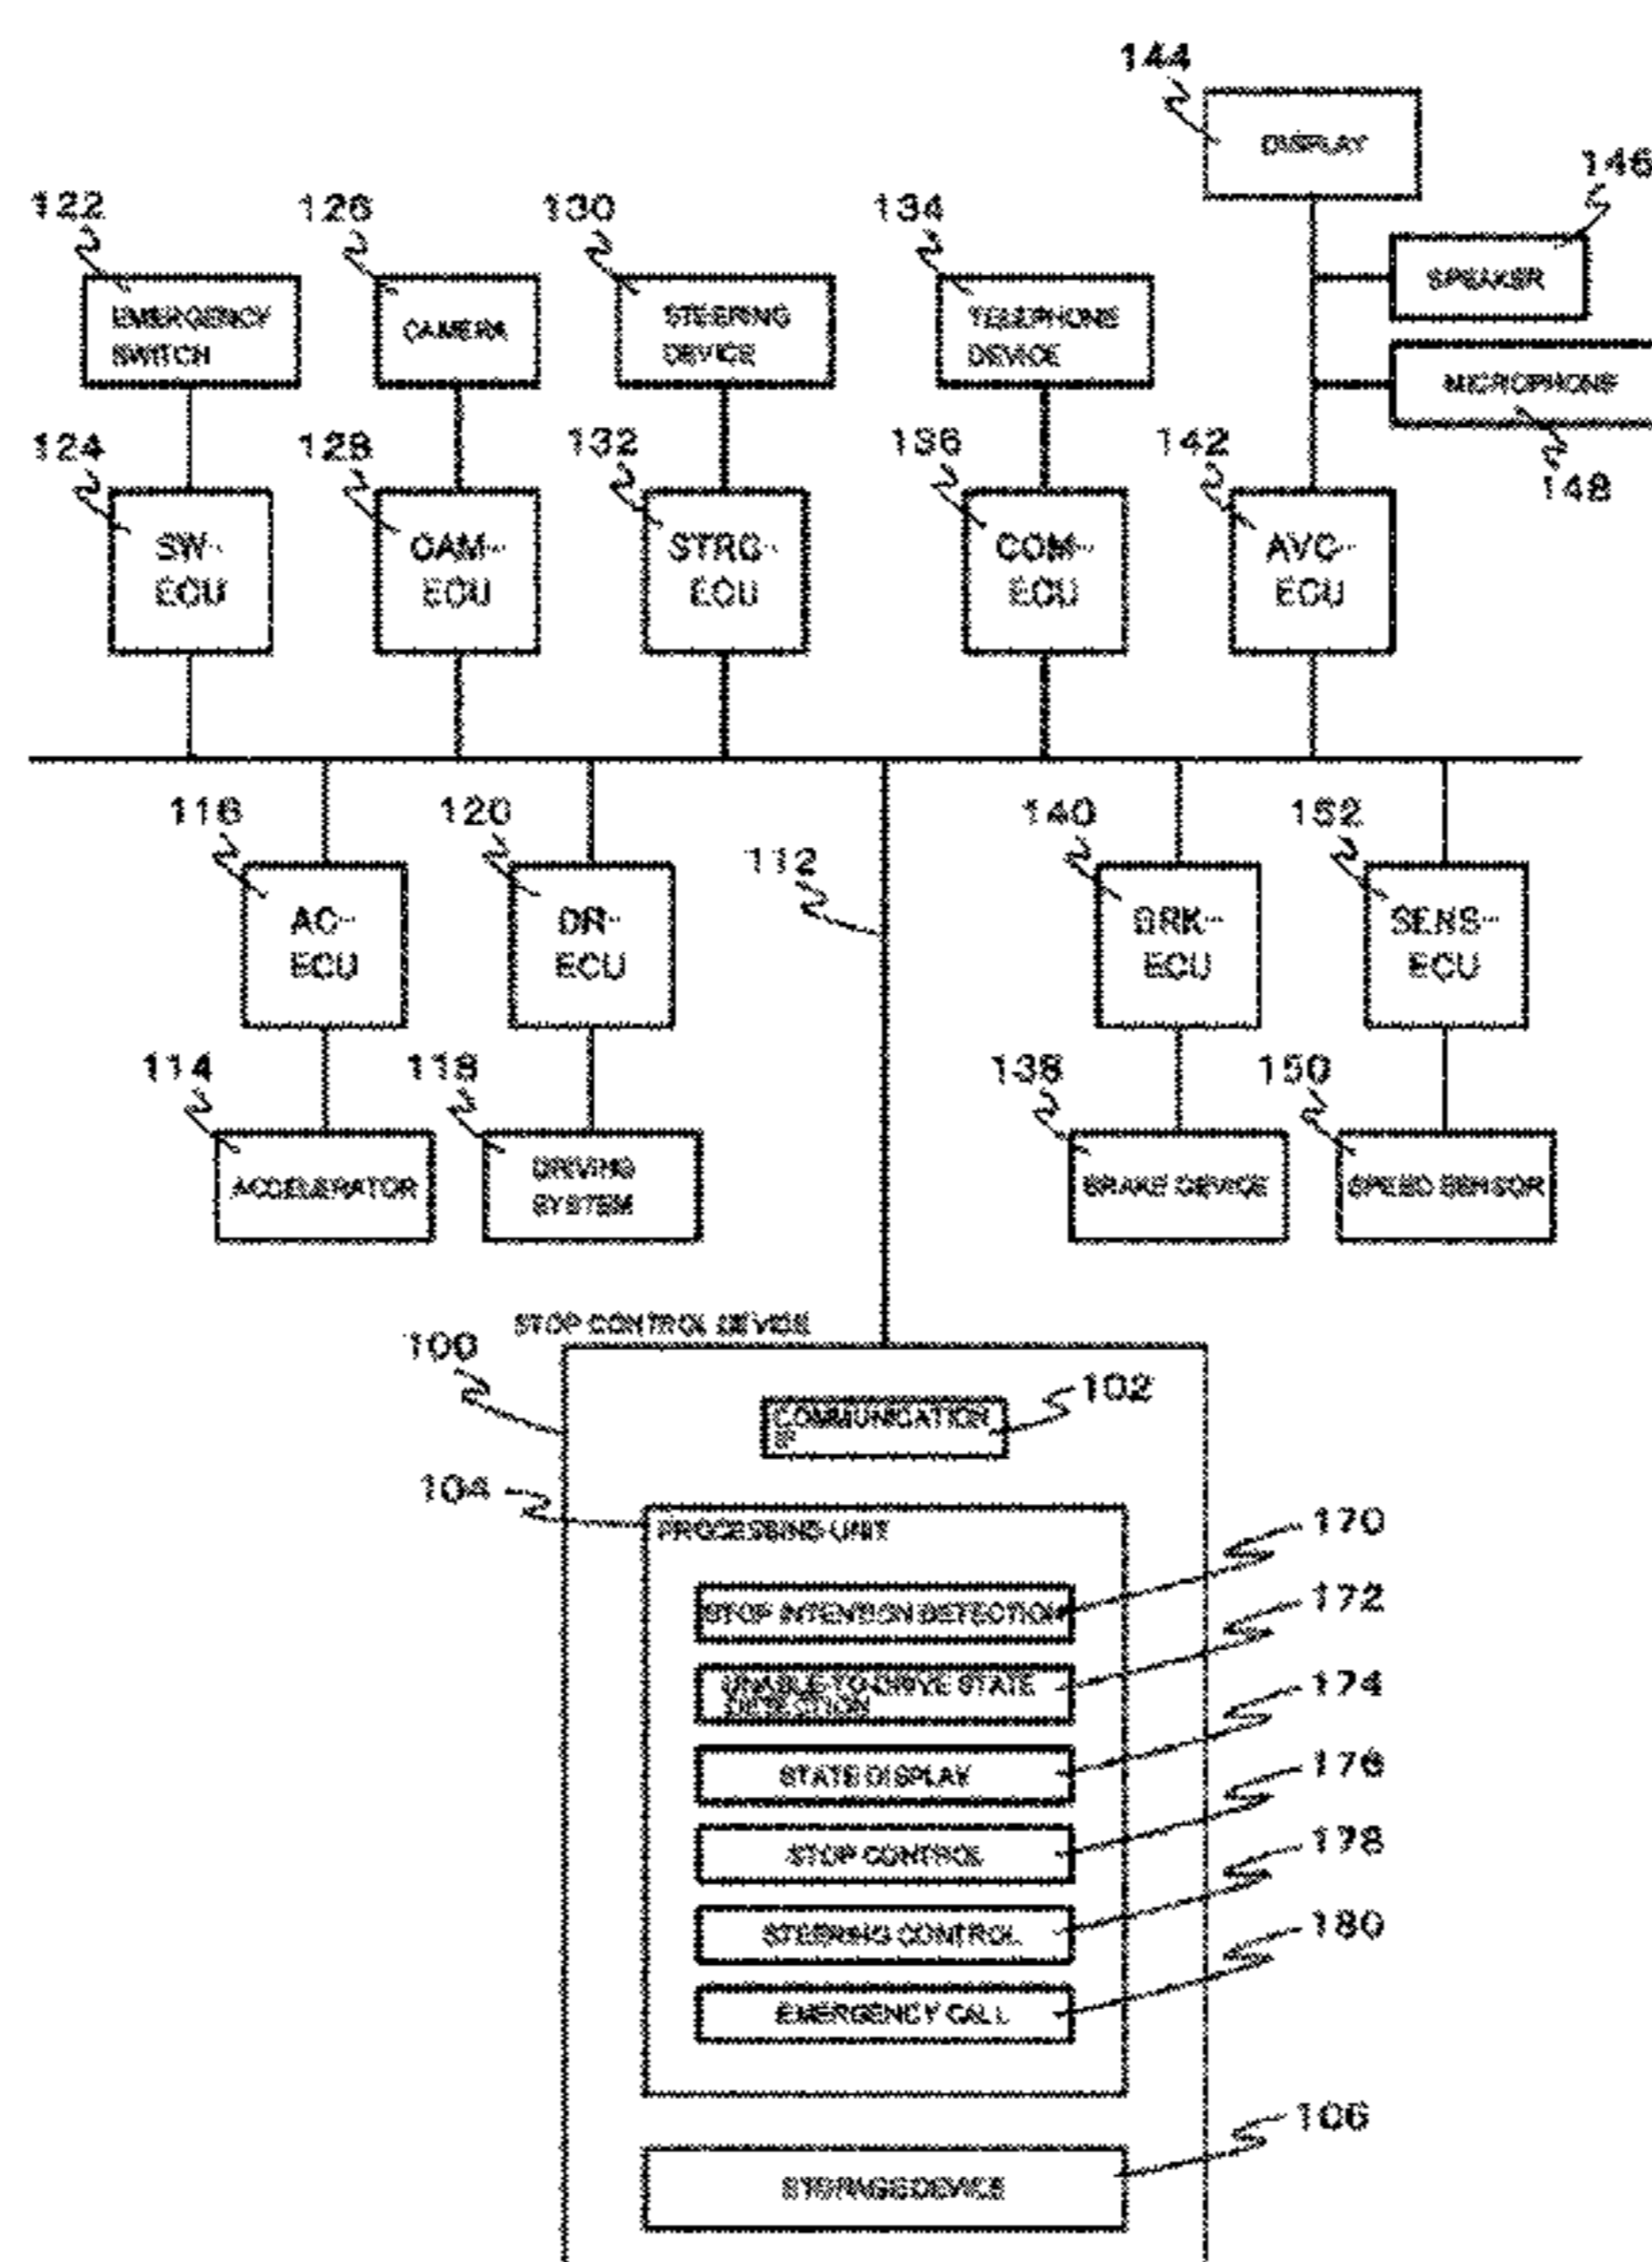 144
DISPLAY
146
122
126
130
134
SPEAKER
EMERGENCY
SWITCH
CAMERA
STEERING
DEVICE
TELEPHONE
DEVICE
MICROPHONE
148
124
128
132
136
142
SW-
ECU
CAM-
ECU
STRG-
ECU
COM-
ECU
AVC-
ECU
116
120
112
140
152
AC-
ECU
DR-
ECU
BRK-
ECU
SENS-
ECU
114
118
138
150
ACCELERATOR
DRIVING
SYSTEM
BRAKE DEVICE
SPEED SENSOR
STOP CONTROL DEVICE
100
102
COMMUNICATION
IF
104
PROCESSING UNIT
170
STOP INTENTION DETECTION
172
UNABLE-TO-DRIVE STATE
DETECTION
174
STATE DISPLAY
176
STOP CONTROL
178
STEERING CONTROL
180
EMERGENCY CALL
106
STORAGE DEVICE